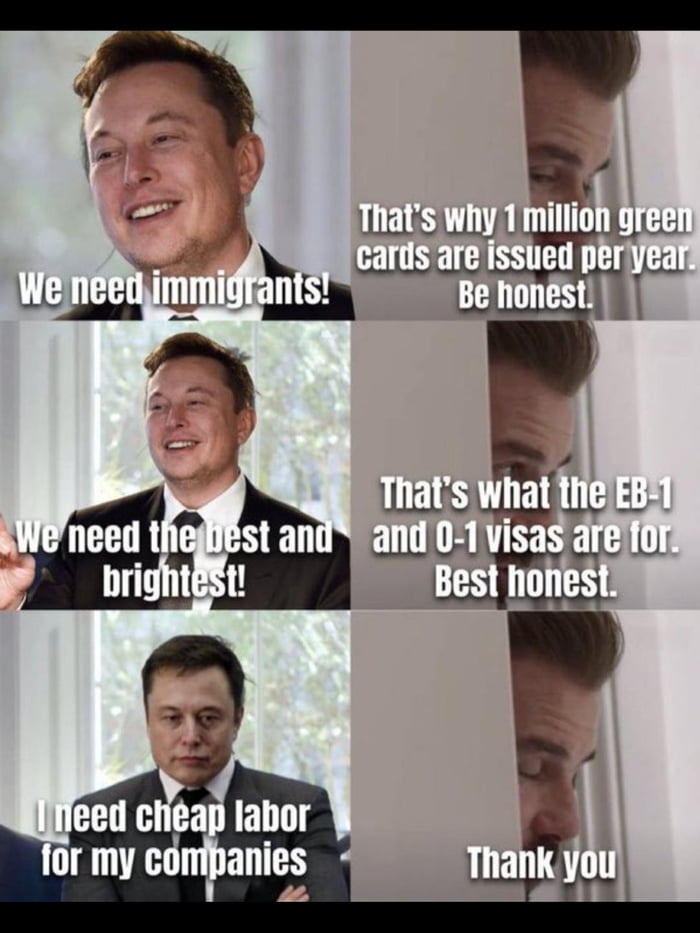 We need immigrants!
That's why 1 million green
cards are issued per year.
Be honest.
We need the best and
brightest!
That's what the EB-1
and O-1 visas are for.
Best honest.
I need cheap labor
for my companies
Thank you